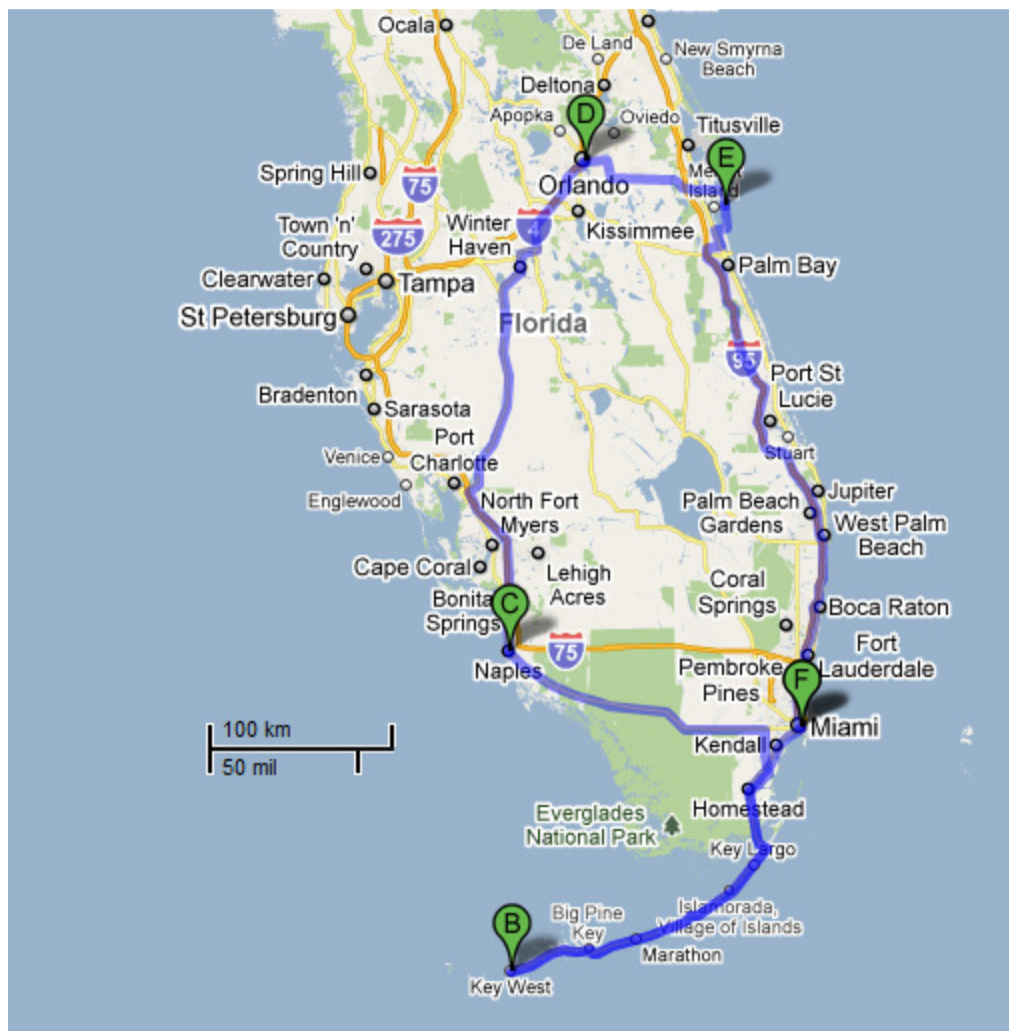 Ocala
De Land
New Smyrna
Beach
Deltona
D
Apopka
Oviedo
Titusville
E
Spring Hill
75
Merritt
Island
Orlando
Town 'n'
Country
275
Winter
Haven
4
Kissimmee
Clearwater
Tampa
Palm Bay
St Petersburg
Florida
95
Port St
Lucie
Bradenton
Sarasota
Port
Charlotte
Venice
Stuart
Englewood
North Fort
Myers
Palm Beach
Gardens
Jupiter
West Palm
Beach
Cape Coral
Lehigh
Acres
Coral
Springs
Bonita
Springs
C
Boca Raton
75
Fort
Lauderdale
Naples
Pembroke
Pines
F
Miami
100 km
50 mil
Kendall
Homestead
Everglades
National Park
Key Largo
Islamorada,
Village of Islands
B
Big Pine
Key
Marathon
Key West